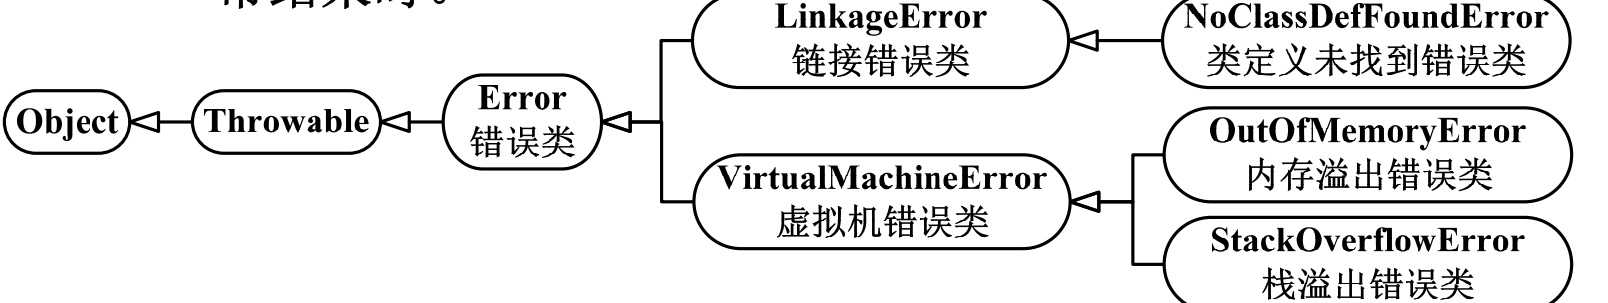 Object
Throwable
Error
错误类
LinkageError
链接错误类
NoClassDefFoundError
类定义未找到错误类
VirtualMachineError
虚拟机错误类
OutOfMemoryError
内存溢出错误类
StackOverflowError
栈溢出错误类